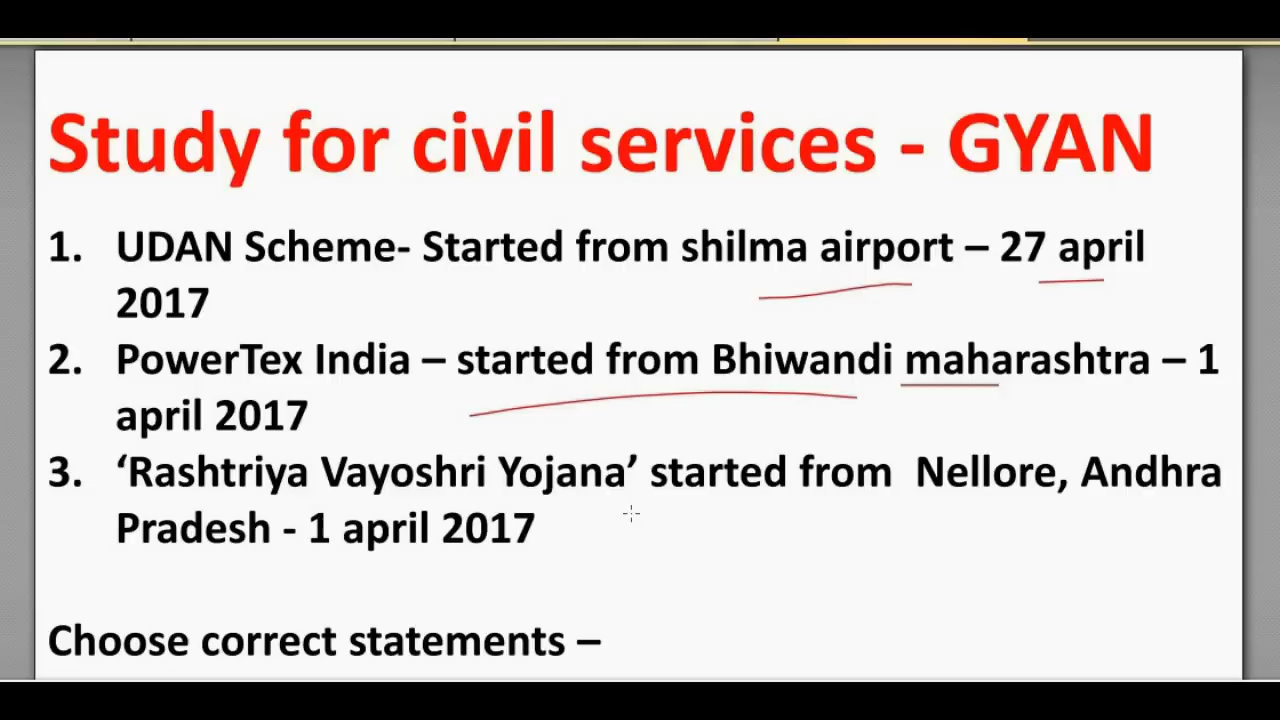 Study for civil services - GYAN
1. UDAN Scheme- Started from shilma airport – 27 april
2017
2. PowerTex India – started from Bhiwandi maharashtra – 1
april 2017
3. ‘Rashtriya Vayoshri Yojana’ started from Nellore, Andhra
Pradesh - 1 april 2017
Choose correct statements –